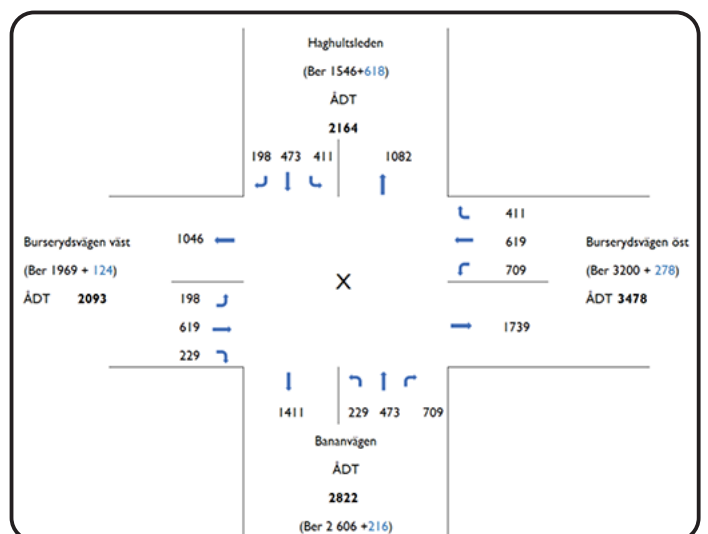 Haghultsleden
(Ber 1546+618)
ÅDT
2164
198 473 411 1082
411
Burserydsvägen väst 1046 619 Burserydsvägen öst
(Ber 1969 + 124) 709 (Ber 3200 + 278)
X
ÅDT 2093 198 ÅDT 3478
619 1739
229
1411 229 473 709
Bananvägen
ÅDT
2822
(Ber 2 606 +216)